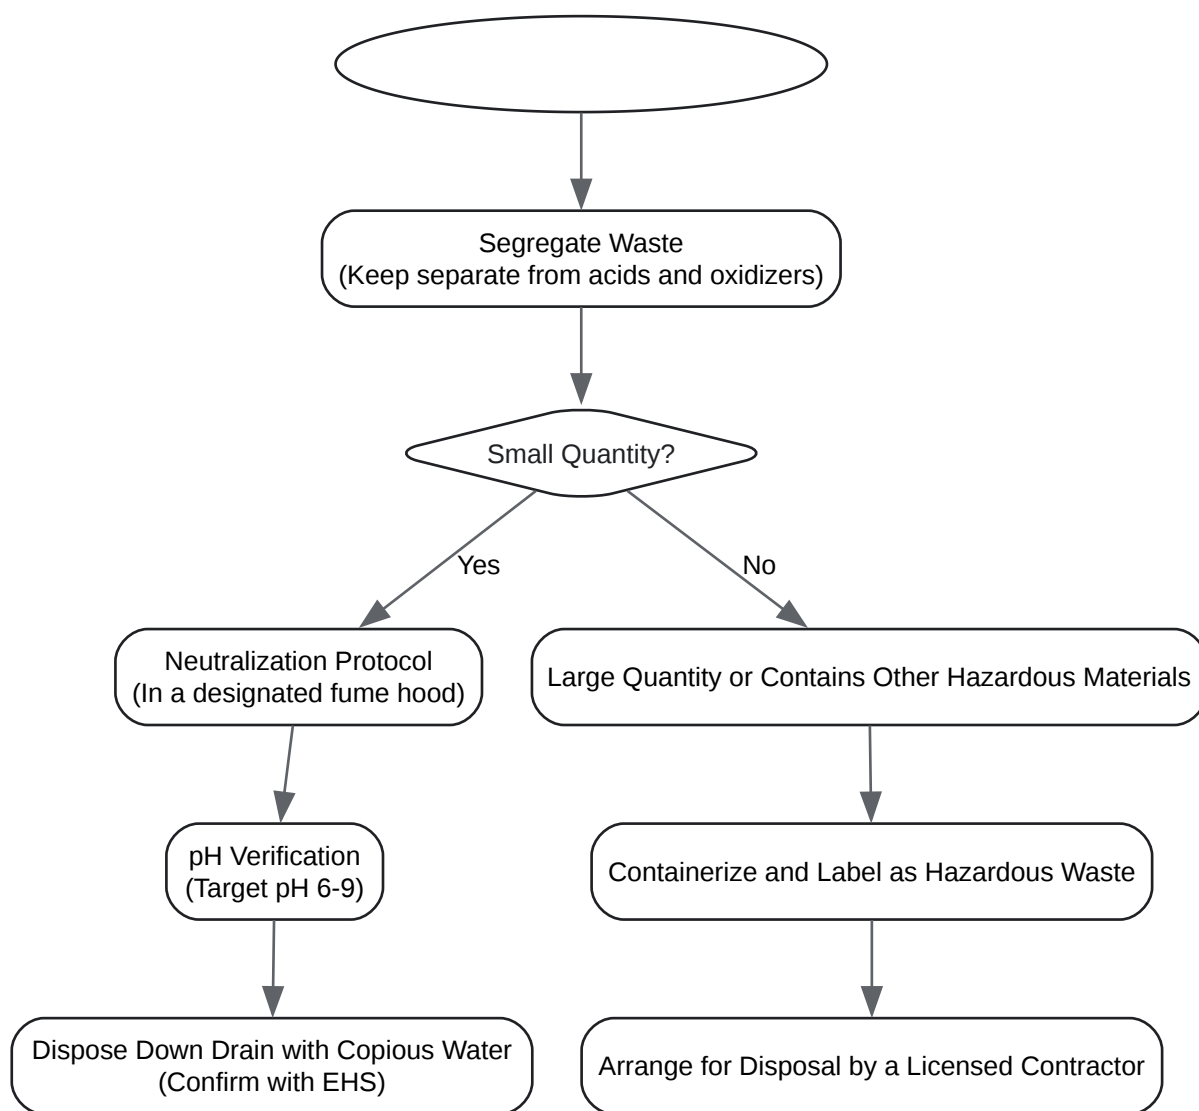 Segregate Waste
(Keep separate from acids and oxidizers)
Small Quantity?
Yes
No
Neutralization Protocol
(In a designated fume hood)
Large Quantity or Contains Other Hazardous Materials
pH Verification
(Target pH 6-9)
Containerize and Label as Hazardous Waste
Dispose Down Drain with Copious Water
(Confirm with EHS)
Arrange for Disposal by a Licensed Contractor